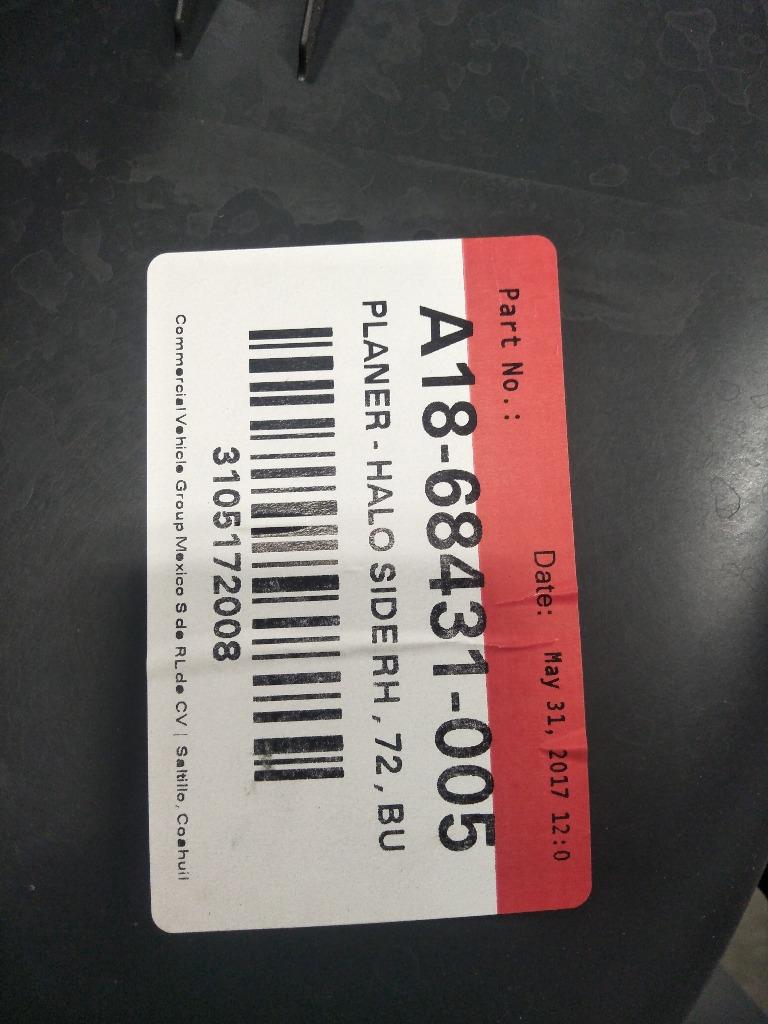 Part No.: Date: May 31, 2017 12:0
A18-68431-005
PLANER - HALO SIDE RH , 72 , BU
3105172008
Commercial Vehicle Group Mexico S de RL de CV | Saltillo, Coahuil